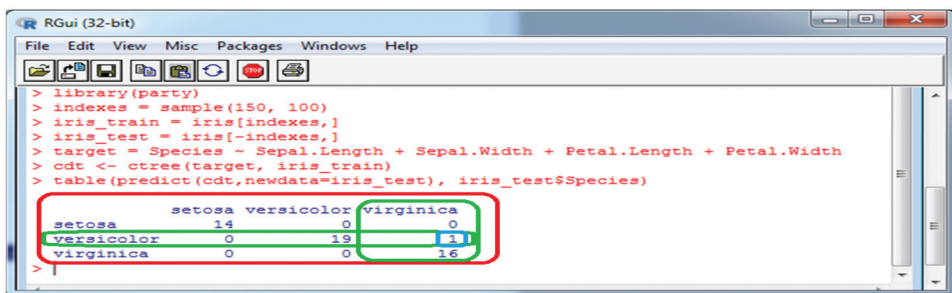 RGui (32-bit)
File Edit View Misc Packages Windows Help
STOP
> library(party)
> indexes = sample(150, 100)
> iris_train = iris[-indexes,]
> iris_test = iris[-indexes,]
> target = Species ~ Sepal.Length + Sepal.Width + Petal.Length + Petal.Width
> cdt <- ctree(target, iris_train)
> table(predict(cdt,newdata=iris_test), iris_test$Species)
setosa versicolor virginica
setosa 14 0 0
versicolor 0 19 1
virginica 0 0 16
>